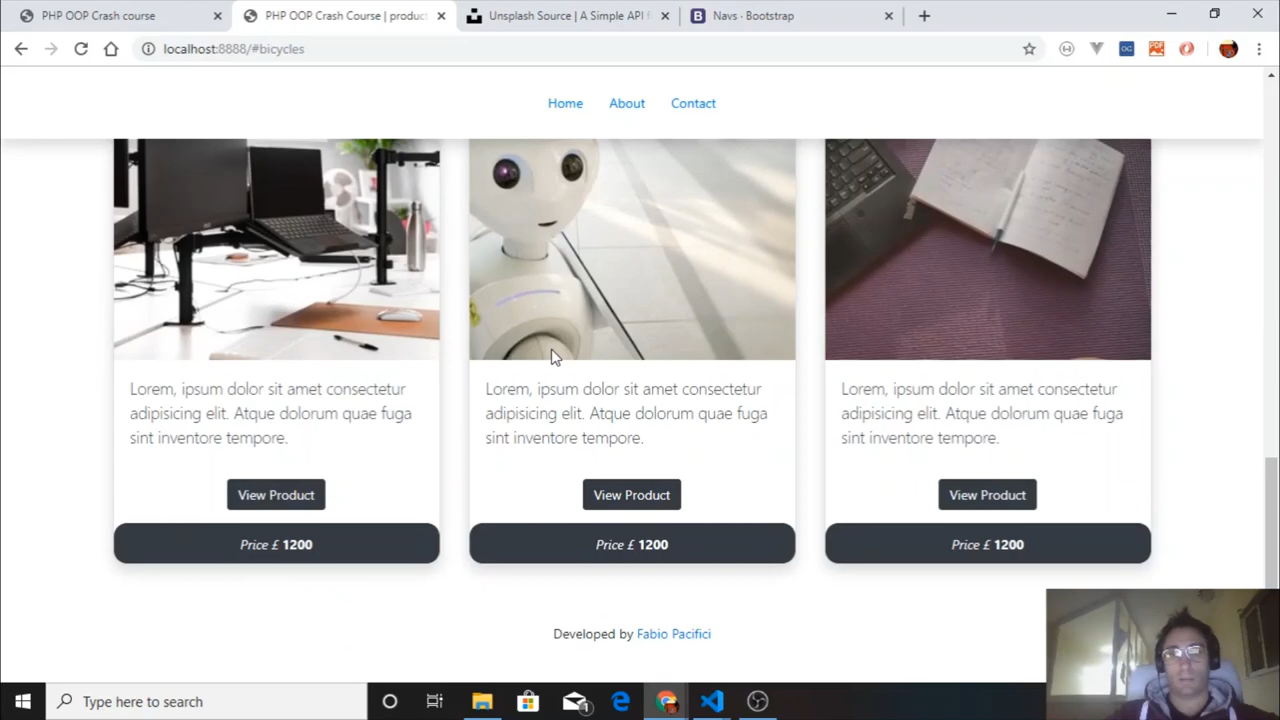 PHP OOP Crash course
PHP OOP Crash Course | product
Unsplash Source | A Simple API f
Navs · Bootstrap
localhost:8888/#bicycles
Home About Contact
Lorem, ipsum dolor sit amet consectetur
adipisicing elit. Atque dolorum quae fuga
sint inventore tempore.
View Product
Price £ 1200
Lorem, ipsum dolor sit amet consectetur
adipisicing elit. Atque dolorum quae fuga
sint inventore tempore.
View Product
Price £ 1200
Lorem, ipsum dolor sit amet consectetur
adipisicing elit. Atque dolorum quae fuga
sint inventore tempore.
View Product
Price £ 1200
Developed by Fabio Pacifici
Type here to search